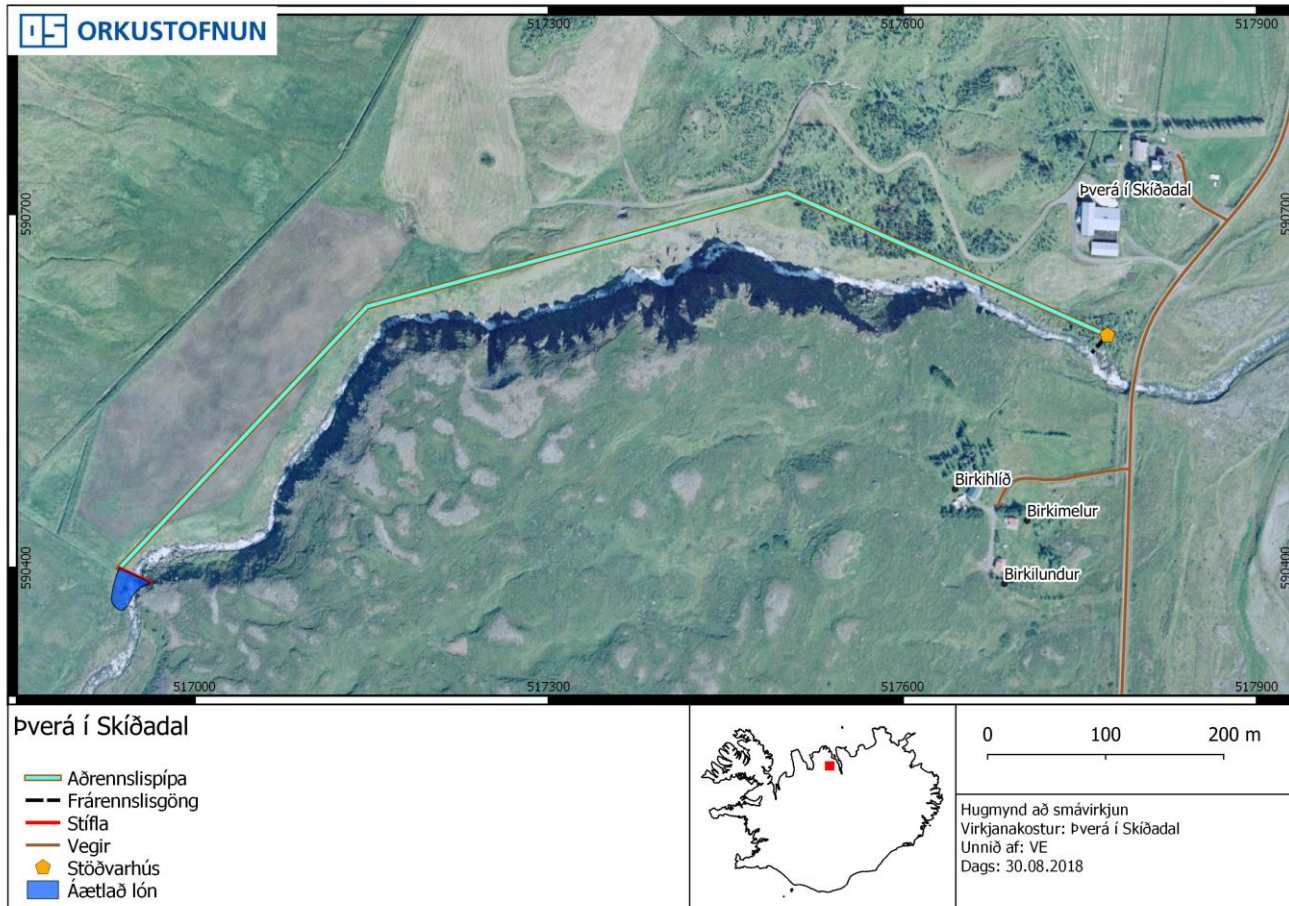 OS ORKUSTOFNUN
517300
517600
517900
590700
590700
Þverá í Skíðadal
Birkihlíð
Birkimelur
Birkilundur
590400
590400
517000
517300
517600
517900
Þverá í Skíðadal
Aðrennslispípa
Frárennslisgöng
Stífla
Vegir
Stöðvarhús
Áætlað lón
0 100 200 m
Hugmynd að smávirkjun
Virkjanakostur: Þverá í Skíðadal
Unnið af: VE
Dags: 30.08.2018